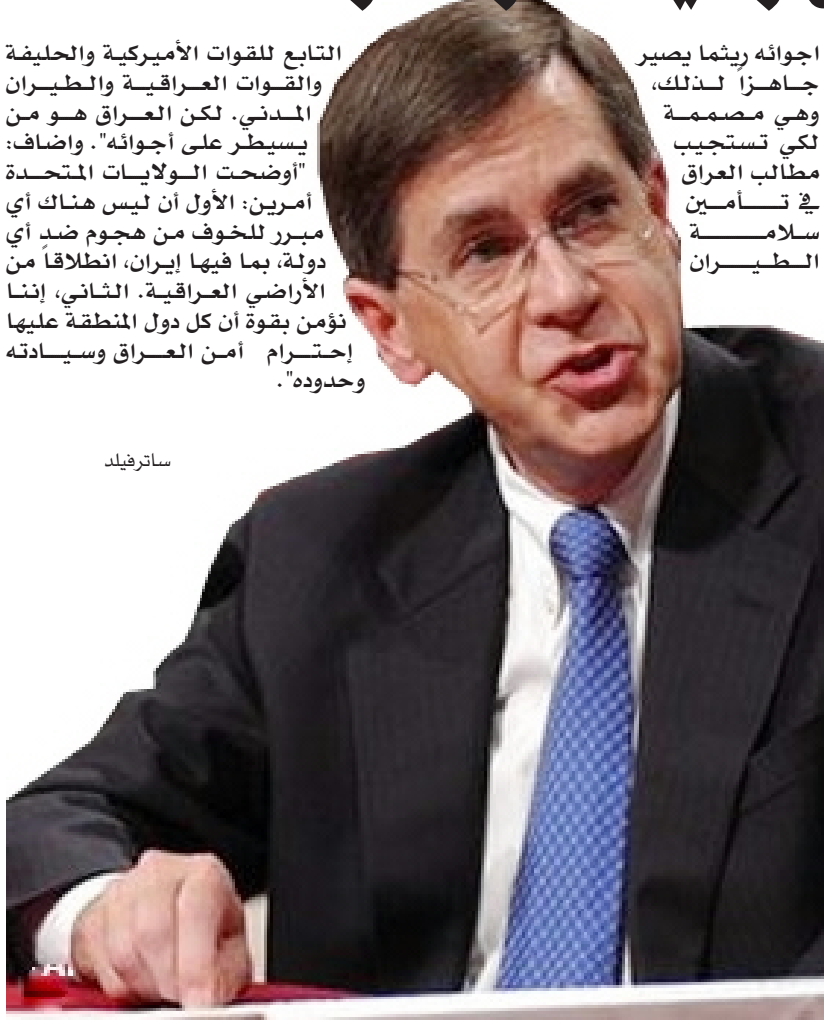 اجوائه ريثما يصير
جاهزاً لذلك،
وهي مصممة
لكي تستجيب
مطالب العراق
في تأمين
سلامة
الطيران
التابع للقوات الأميركية والحليفة
والقوات العراقية والطيران
المدني. لكن العراق هو من
يسيطر على أجوائه". واضاف:
"أوضحت الولايات المتحدة
أمرين: الأول أن ليس هناك أي
مبرر للخوف من هجوم ضد أي
دولة، بما فيها إيران، انطلاقاً من
الأراضي العراقية. الثاني، إننا
نؤمن بقوة أن كل دول المنطقة عليها
إحترام أمن العراق وسيادته
وحدوده".
ساترفيلد